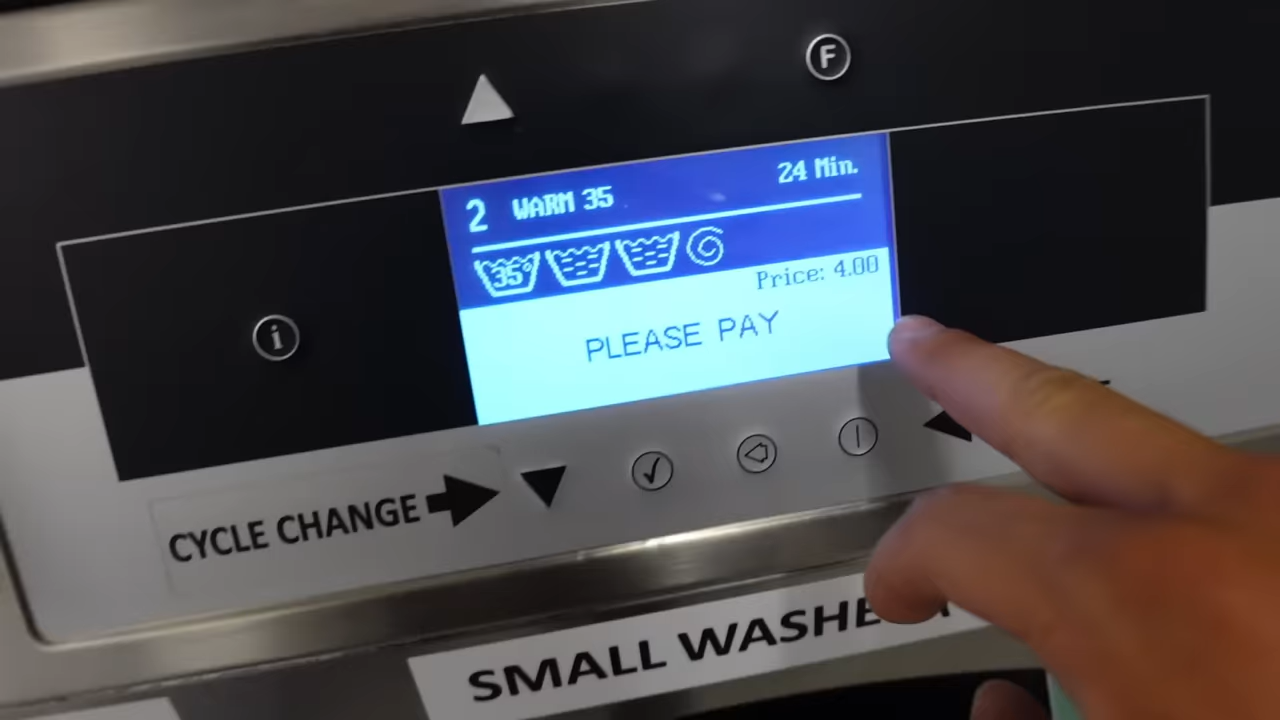 F
2 WARM 35 24 Min.
35°
Price: 4.00
PLEASE PAY
i
CYCLE CHANGE
SMALL WASHE